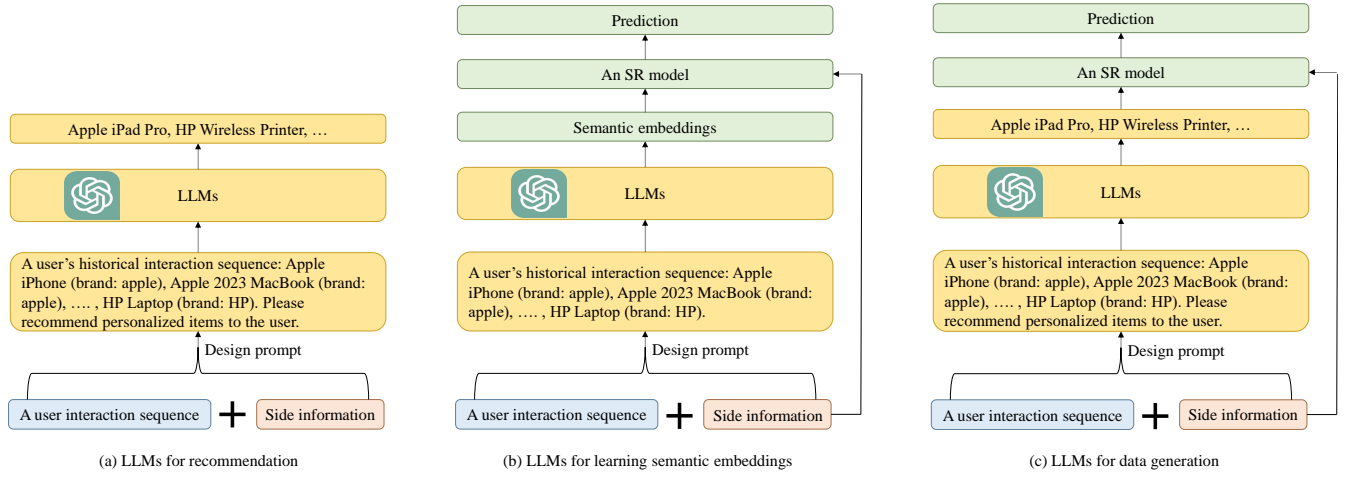 Apple iPad Pro, HP Wireless Printer, …
LLMs
A user's historical interaction sequence: Apple
iPhone (brand: apple), Apple 2023 MacBook (brand:
apple), …. , HP Laptop (brand: HP). Please
recommend personalized items to the user.
Design prompt
A user interaction sequence
+
Side information
(a) LLMs for recommendation
Prediction
An SR model
Semantic embeddings
LLMs
A user's historical interaction sequence: Apple
iPhone (brand: apple), Apple 2023 MacBook (brand:
apple), …. , HP Laptop (brand: HP).
Design prompt
A user interaction sequence
+
Side information
(b) LLMs for learning semantic embeddings
Prediction
An SR model
Apple iPad Pro, HP Wireless Printer, …
LLMs
A user's historical interaction sequence: Apple
iPhone (brand: apple), Apple 2023 MacBook (brand:
apple), …. , HP Laptop (brand: HP). Please
recommend personalized items to the user.
Design prompt
A user interaction sequence
+
Side information
(c) LLMs for data generation